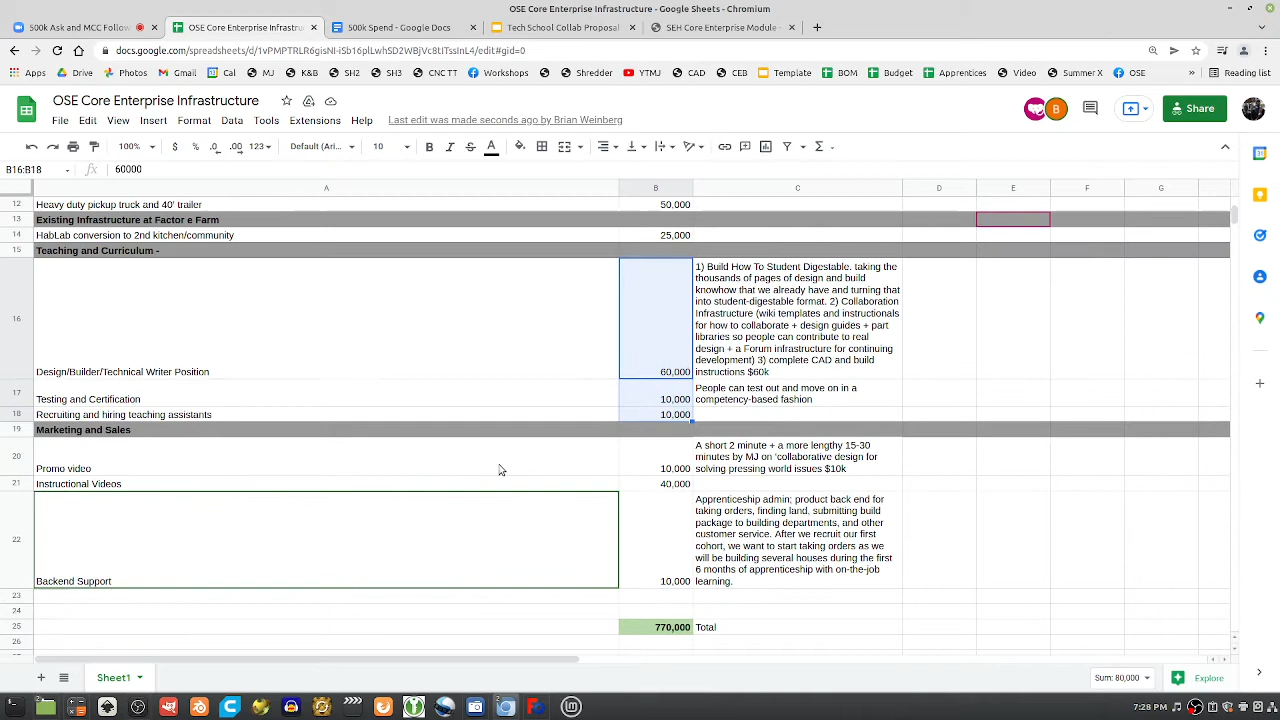 OSE Core Enterprise Infrastructure - Google Sheets - Chromium
500k Ask and MCC Follow
OSE Core Enterprise Infrastru
500k Spend - Google Docs
Tech School Collab Proposal
SEH Core Enterprise Module -
docs.google.com/spreadsheets/d/1vPMPTRLR6gisNI-iSb16plLwhSD2WBjVc8tITssInL4/edit#gid=0
Apps Drive Photos Gmail Cal MJ K&B SH2 SH3 CNC TT Workshops Shredder YTMJ CAD CEB Template BOM Budget Apprentices Video Summer X OSE » Reading list
OSE Core Enterprise Infrastructure
Share
File Edit View Insert Format Data Tools Extensions Help Last edit was made 1 minute ago by Brian Weinberg
100% $ % .0 .00 123 Default (Ari... 10 B I S A
B16:B18 fx 60000
A B C D E F G
12 Heavy duty pickup truck and 40' trailer 50,000
13 Existing Infrastructure at Factor e Farm
14 HabLab conversion to 2nd kitchen/community 25,000
15 Teaching and Curriculum -
1) Build How To Student Digestable. taking the
thousands of pages of design and build
knowhow that we already have and turning that
into student-digestable format. 2) Collaboration
Infrastructure (wiki templates and instructionals
for how to collaborate + design guides + part
libraries so people can contribute to real
design + a Forum infrastructure for continuing
development) 3) complete CAD and build
instructions $60k
16 Design/Builder/Technical Writer Position 60,000
People can test out and move on in a
competency-based fashion
17 Testing and Certification 10,000
18 Recruiting and hiring teaching assistants 10,000
19 Marketing and Sales
A short 2 minute + a more lengthy 15-30
minutes by MJ on 'collaborative design for
solving pressing world issues $10k
20 Promo video 10,000
21 Instructional Videos 40,000
Apprenticeship admin; product back end for
taking orders, finding land, submitting build
package to building departments, and other
customer service. After we recruit our first
cohort, we want to start taking orders as we
will be building several houses during the first
6 months of apprenticeship with on-the-job
learning.
22 Backend Support 10,000
23
24
25 770,000 Total
26
Sheet1
Sum: 80,000
Explore
7:28 PM